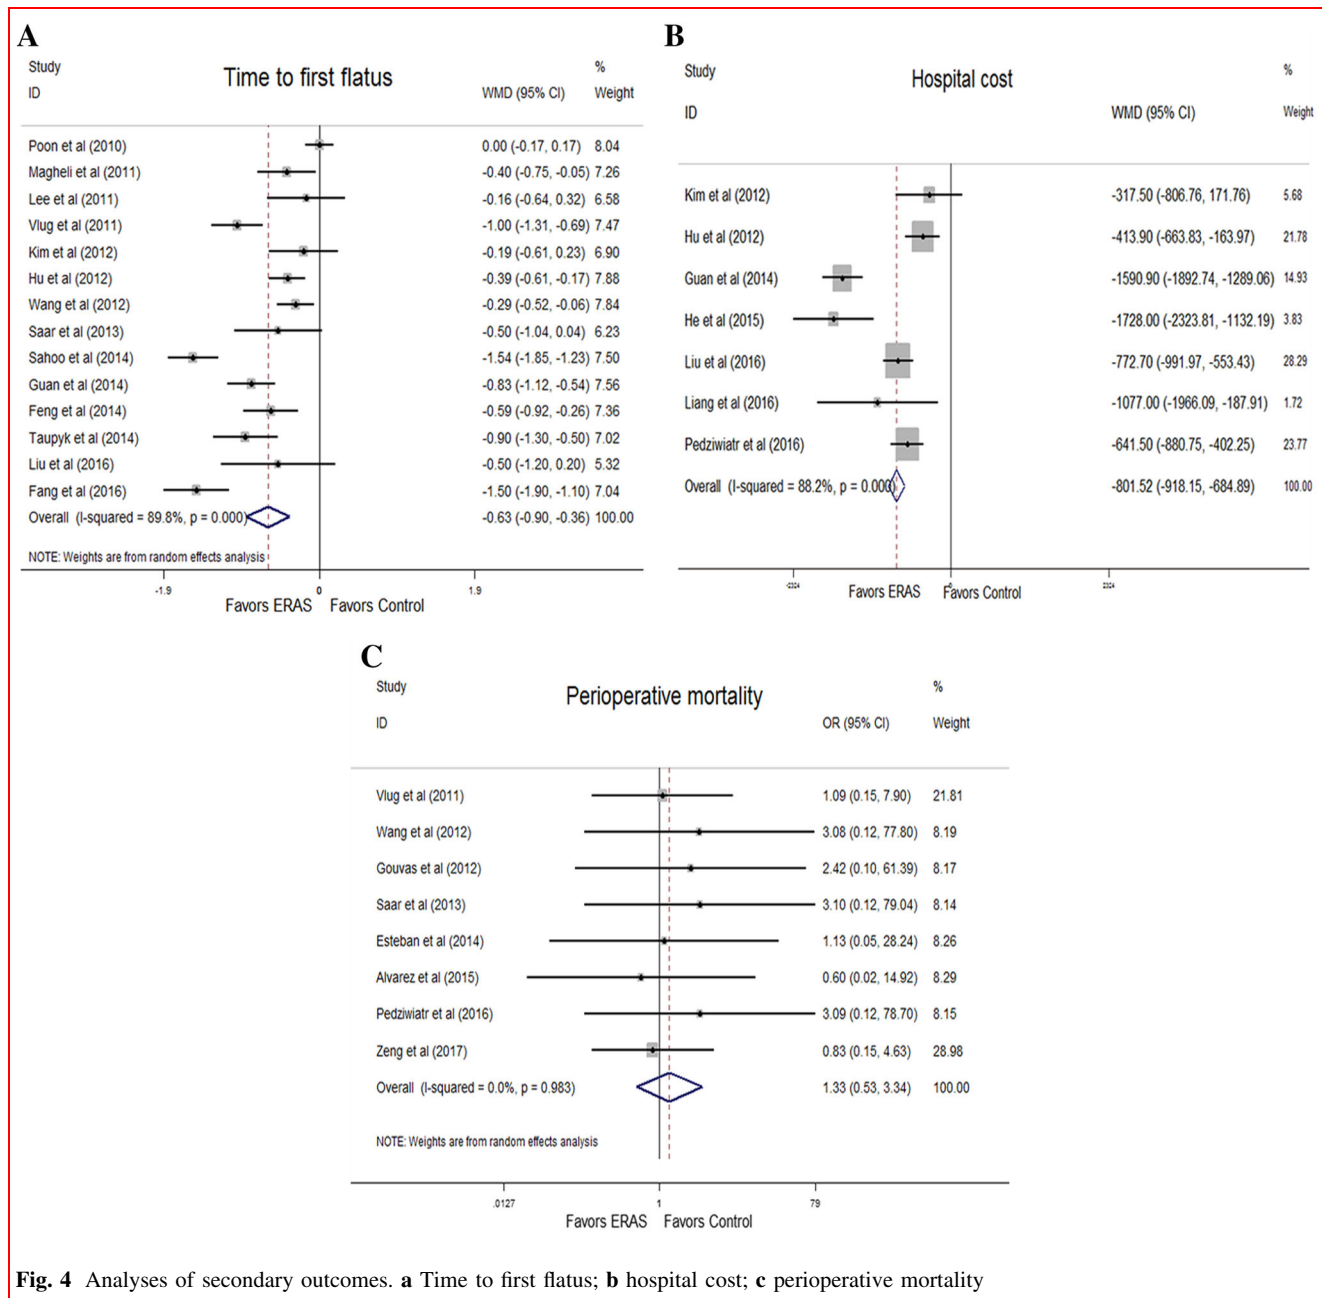 A
Study
Time to first flatus
%
ID
WMD (95% CI)
Weight
Poon et al (2010) 0.00 (-0.17, 0.17) 8.04
Magheli et al (2011) -0.40 (-0.75, -0.05) 7.26
Lee et al (2011) -0.16 (-0.64, 0.32) 6.58
Vlug et al (2011) -1.00 (-1.31, -0.69) 7.47
Kim et al (2012) -0.19 (-0.61, 0.23) 6.90
Hu et al (2012) -0.39 (-0.61, -0.17) 7.88
Wang et al (2012) -0.29 (-0.52, -0.06) 7.84
Saar et al (2013) -0.50 (-1.04, 0.04) 6.23
Sahoo et al (2014) -1.54 (-1.85, -1.23) 7.50
Guan et al (2014) -0.83 (-1.12, -0.54) 7.56
Feng et al (2014) -0.59 (-0.92, -0.26) 7.36
Taupyk et al (2014) -0.90 (-1.30, -0.50) 7.02
Liu et al (2016) -0.50 (-1.20, 0.20) 5.32
Fang et al (2016) -1.50 (-1.90, -1.10) 7.04
Overall (I-squared = 89.8%, p = 0.000) -0.63 (-0.90, -0.36) 100.00
NOTE: Weights are from random effects analysis
-1.9 0 1.9
Favors ERAS Favors Control
B
Study
Hospital cost
%
ID
WMD (95% CI)
Weight
Kim et al (2012) -317.50 (-806.76, 171.76) 5.68
Hu et al (2012) -413.90 (-663.83, -163.97) 21.78
Guan et al (2014) -1590.90 (-1892.74, -1289.06) 14.93
He et al (2015) -1728.00 (-2323.81, -1132.19) 3.83
Liu et al (2016) -772.70 (-991.97, -553.43) 28.29
Liang et al (2016) -1077.00 (-1966.09, -187.91) 1.72
Pedziwiatr et al (2016) -641.50 (-880.75, -402.25) 23.77
Overall (I-squared = 88.2%, p = 0.000) -801.52 (-918.15, -684.89) 100.00
-2324 2324
Favors ERAS Favors Control
C
Study
Perioperative mortality
%
ID
OR (95% CI)
Weight
Vlug et al (2011) 1.09 (0.15, 7.90) 21.81
Wang et al (2012) 3.08 (0.12, 77.80) 8.19
Gouvas et al (2012) 2.42 (0.10, 61.39) 8.17
Saar et al (2013) 3.10 (0.12, 79.04) 8.14
Esteban et al (2014) 1.13 (0.05, 28.24) 8.26
Alvarez et al (2015) 0.60 (0.02, 14.92) 8.29
Pedziwiatr et al (2016) 3.09 (0.12, 78.70) 8.15
Zeng et al (2017) 0.83 (0.15, 4.63) 28.98
Overall (I-squared = 0.0%, p = 0.983) 1.33 (0.53, 3.34) 100.00
NOTE: Weights are from random effects analysis
.0127 1 79
Favors ERAS Favors Control
Fig. 4 Analyses of secondary outcomes. a Time to first flatus; b hospital cost; c perioperative mortality